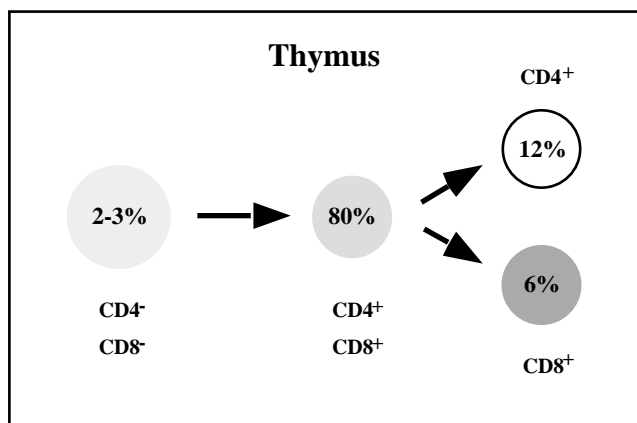 Thymus
CD4+
12%
2-3%
80%
6%
CD4-
CD8-
CD4+
CD8+
CD8+